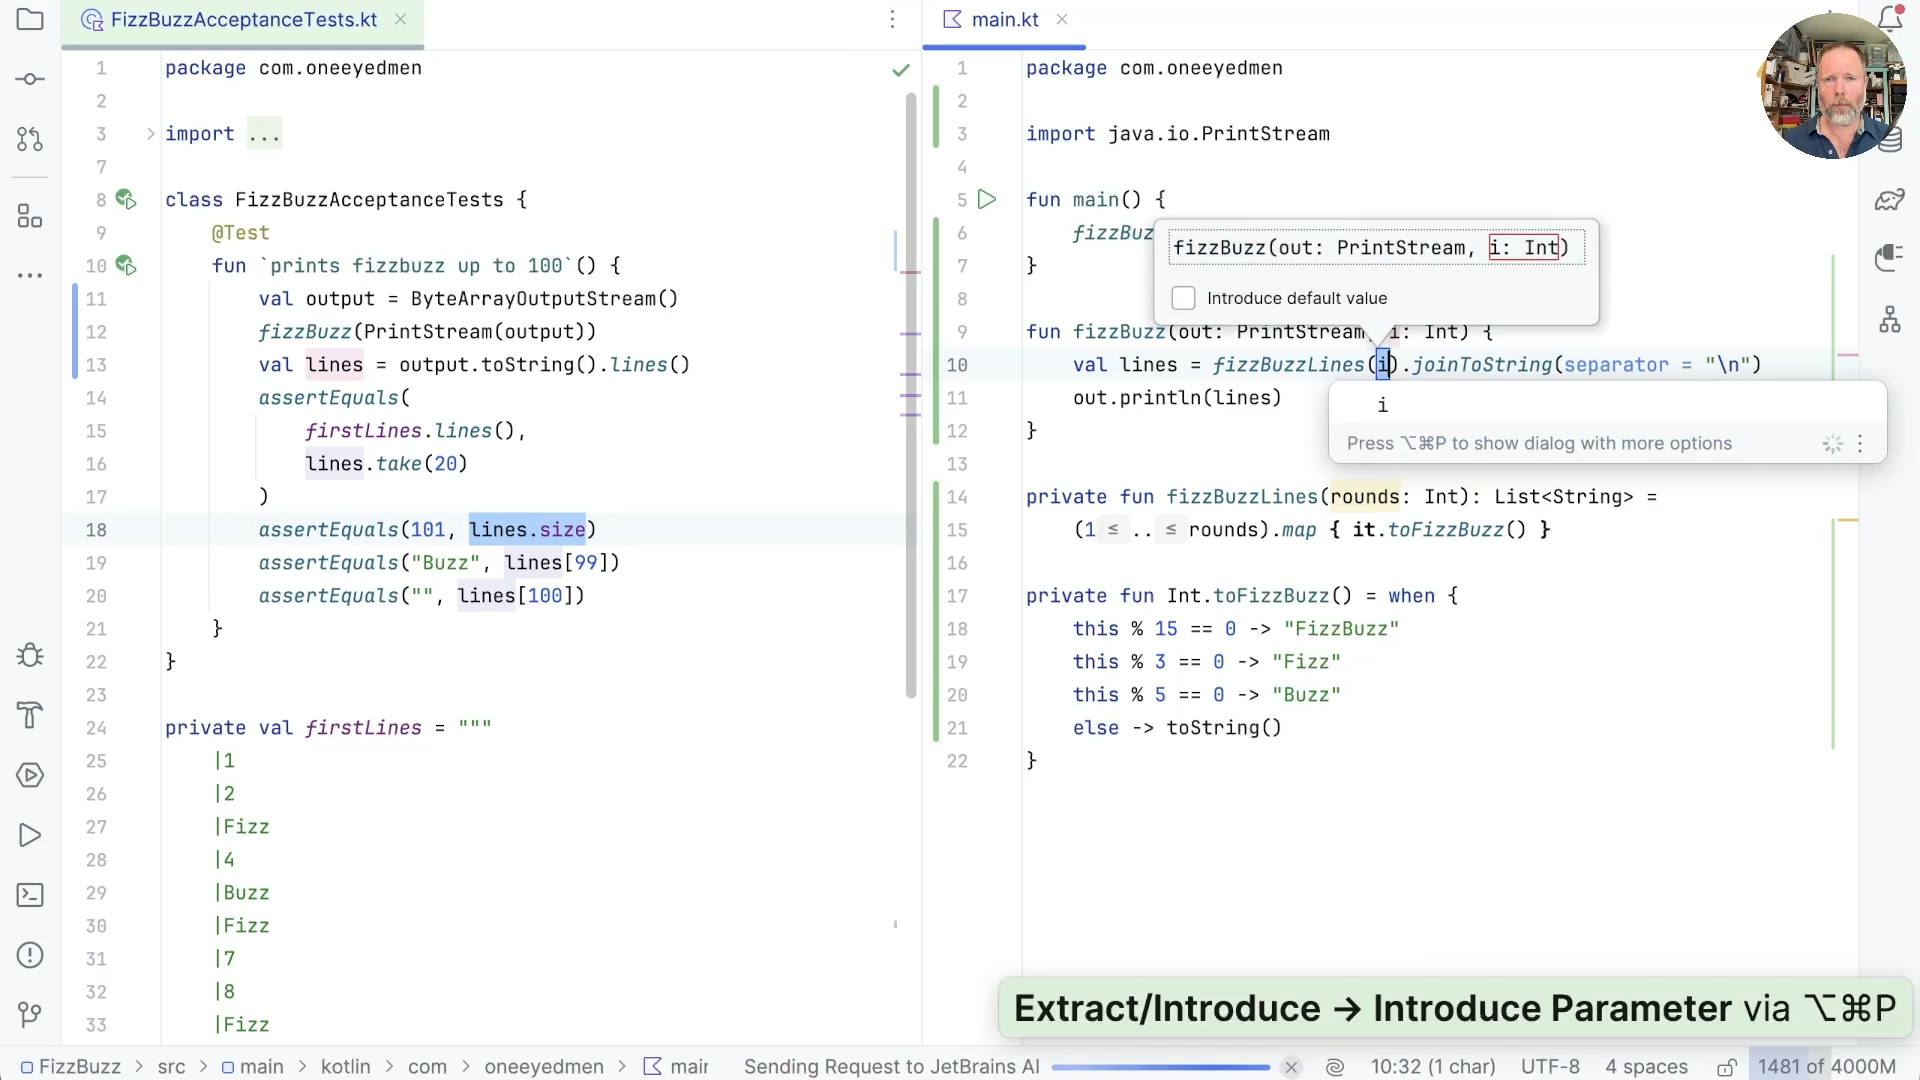 FizzBuzzAcceptanceTests.kt
1 package com.oneeyedmen
2
3 import ...
7
8 class FizzBuzzAcceptanceTests {
9 @Test
10 fun `prints fizzbuzz up to 100`() {
11 val output = ByteArrayOutputStream()
12 fizzBuzz(PrintStream(output))
13 val lines = output.toString().lines()
14 assertEquals(
15 firstLines.lines(),
16 lines.take(20)
17 )
18 assertEquals(101, lines.size)
19 assertEquals("Buzz", lines[99])
20 assertEquals("", lines[100])
21 }
22 }
23
24 private val firstLines = """
25 |1
26 |2
27 |Fizz
28 |4
29 |Buzz
30 |Fizz
31 |7
32 |8
33 |Fizz
main.kt
1 package com.oneeyedmen
2
3 import java.io.PrintStream
4
5 fun main() {
6 fizzBuz
7 }
8
9 fun fizzBuzz(out: PrintStream, i: Int) {
10 val lines = fizzBuzzLines(i).joinToString(separator = "\n")
11 out.println(lines)
12 }
13
14 private fun fizzBuzzLines(rounds: Int): List<String> =
15 (1 ≤ .. ≤ rounds).map { it.toFizzBuzz() }
16
17 private fun Int.toFizzBuzz() = when {
18 this % 15 == 0 -> "FizzBuzz"
19 this % 3 == 0 -> "Fizz"
20 this % 5 == 0 -> "Buzz"
21 else -> toString()
22 }
fizzBuzz(out: PrintStream, i: Int)
Introduce default value
i
Press ⌥⌘P to show dialog with more options
Extract/Introduce → Introduce Parameter via ⌥⌘P
FizzBuzz > src > main > kotlin > com > oneeyedmen > mair Sending Request to JetBrains AI 10:32 (1 char) UTF-8 4 spaces 1481 of 4000M